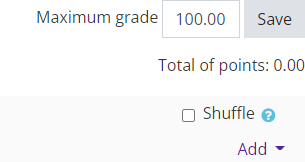 Maximum grade 100.00 Save
Total of points: 0.00
Shuffle ?
Add